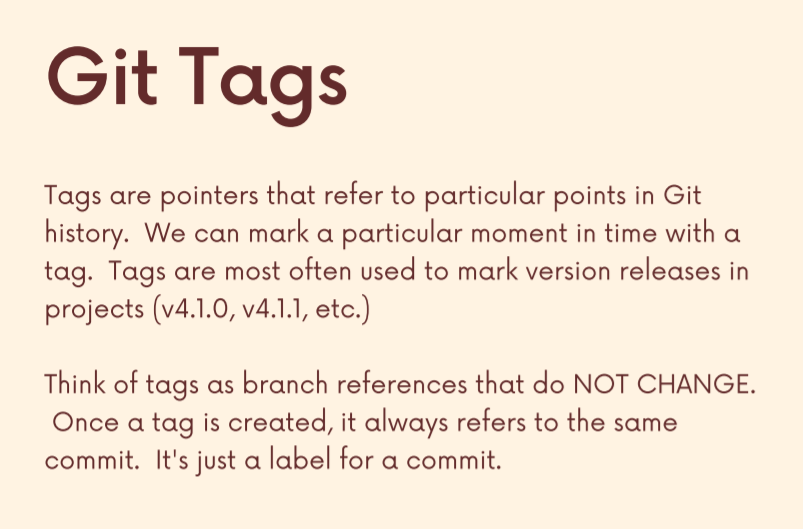 Git Tags
Tags are pointers that refer to particular points in Git
history.  We can mark a particular moment in time with a
tag.  Tags are most often used to mark version releases in
projects (v4.1.0, v4.1.1, etc.)
Think of tags as branch references that do NOT CHANGE.
Once a tag is created, it always refers to the same
commit.  It's just a label for a commit.